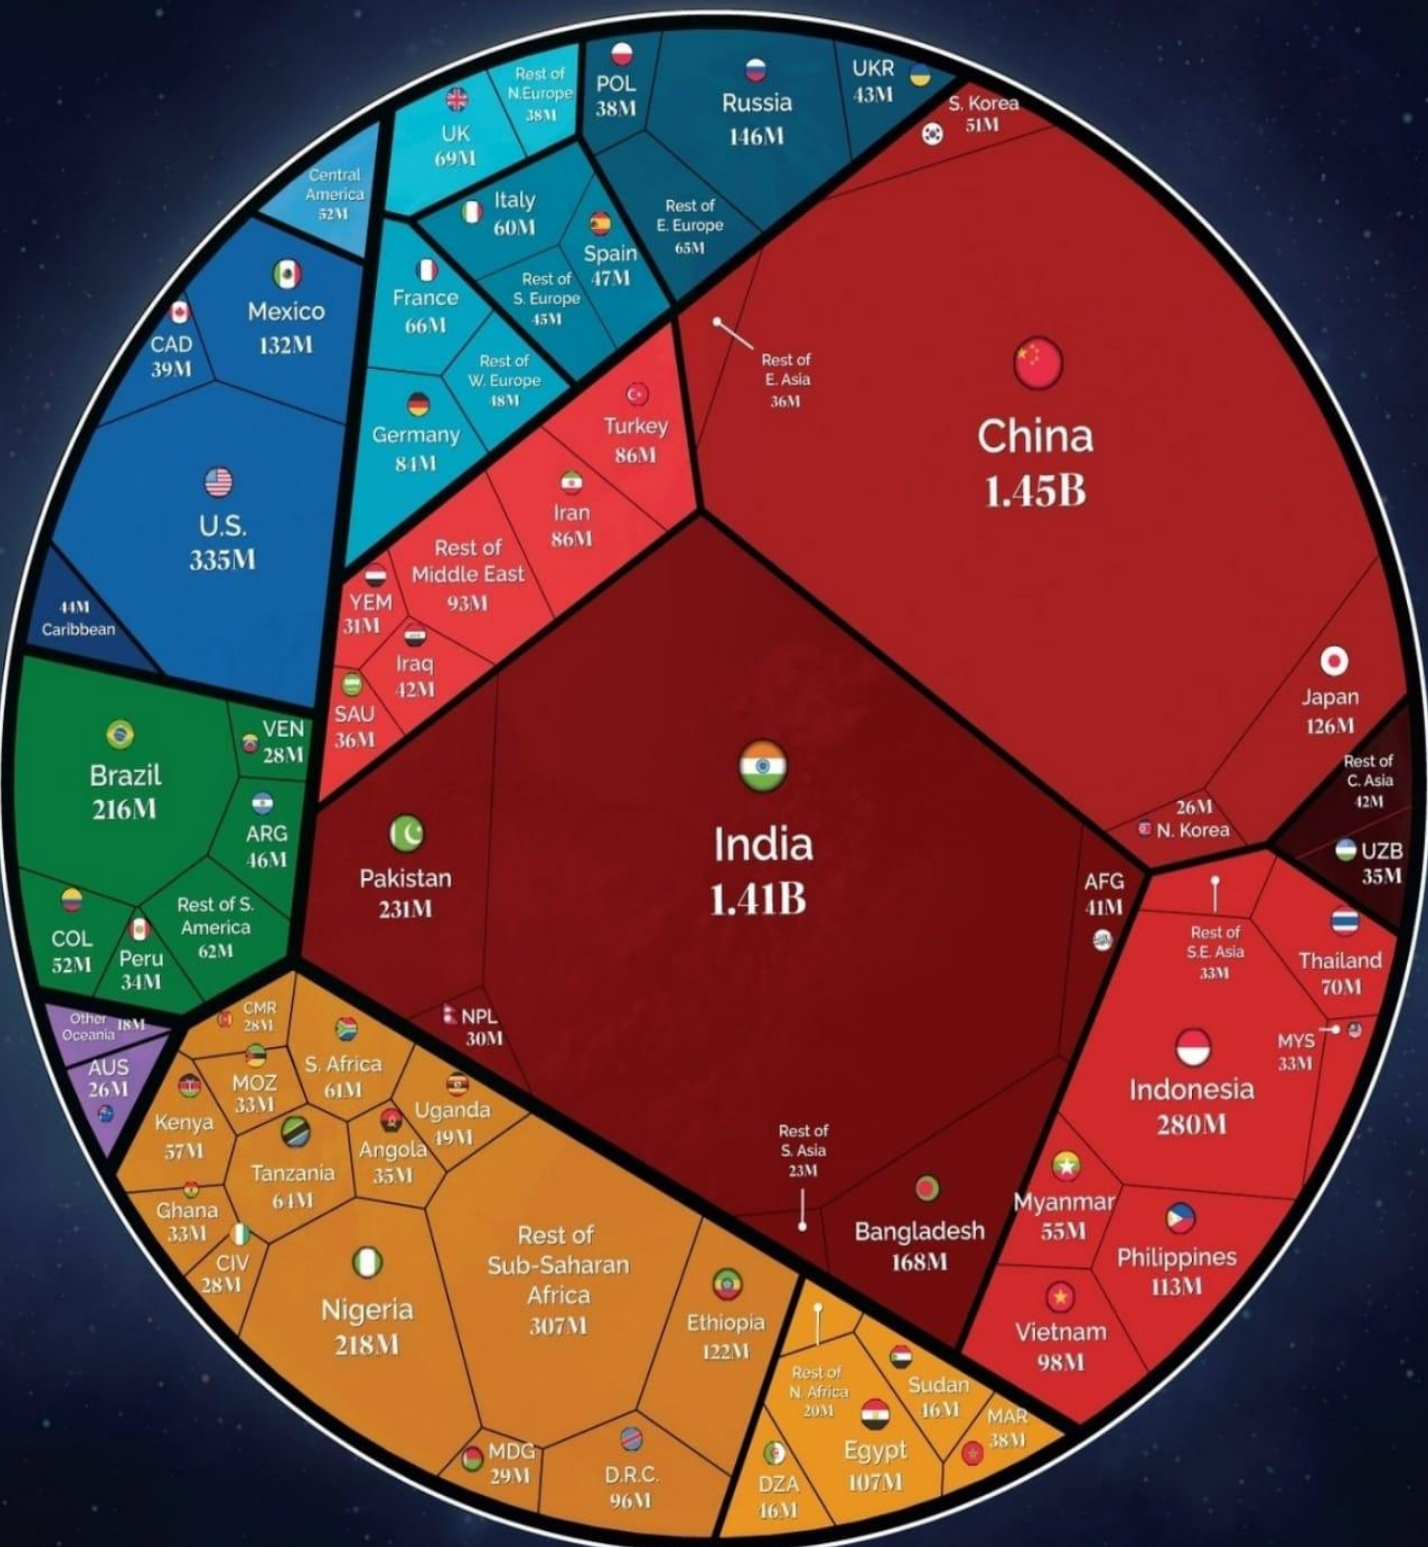 Rest of
N.Europe
38M
UK
69M
POL
38M
Russia
146M
UKR
43M
S. Korea
51M
Central
America
52M
Italy
60M
Spain
47M
Rest of
S. Europe
45M
Rest of
E. Europe
65M
Mexico
132M
CAD
39M
France
66M
Rest of
W. Europe
48M
Germany
84M
Rest of
E. Asia
36M
China
1.45B
Turkey
86M
Iran
86M
Rest of
Middle East
93M
U.S.
335M
44M
Caribbean
YEM
31M
Iraq
42M
SAU
36M
Japan
126M
Rest of
C. Asia
42M
UZB
35M
26M
N. Korea
Brazil
216M
VEN
28M
ARG
46M
COL
52M
Peru
34M
Rest of S.
America
62M
Pakistan
231M
India
1.41B
AFG
41M
NPL
30M
Rest of
S. Asia
23M
Bangladesh
168M
Rest of
S.E. Asia
33M
Thailand
70M
MYS
33M
Indonesia
280M
Myanmar
55M
Philippines
113M
Vietnam
98M
Other
Oceania
18M
AUS
26M
CMR
28M
MOZ
33M
S. Africa
61M
Kenya
57M
Tanzania
64M
Angola
35M
Uganda
49M
Ghana
33M
CIV
28M
Nigeria
218M
Rest of
Sub-Saharan
Africa
307M
Ethiopia
122M
MDG
29M
D.R.C.
96M
Rest of
N. Africa
20M
Sudan
46M
MAR
38M
Egypt
107M
DZA
46M